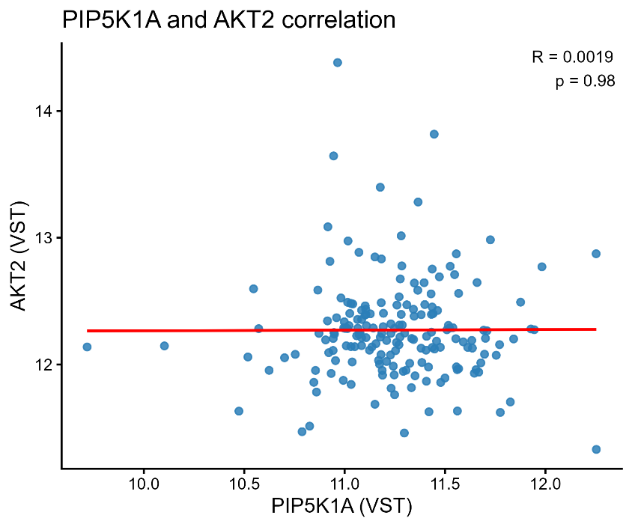 PIP5K1A and AKT2 correlation
R = 0.0019
p = 0.98
14
13
12
AKT2 (VST)
10.0 10.5 11.0 11.5 12.0
PIP5K1A (VST)